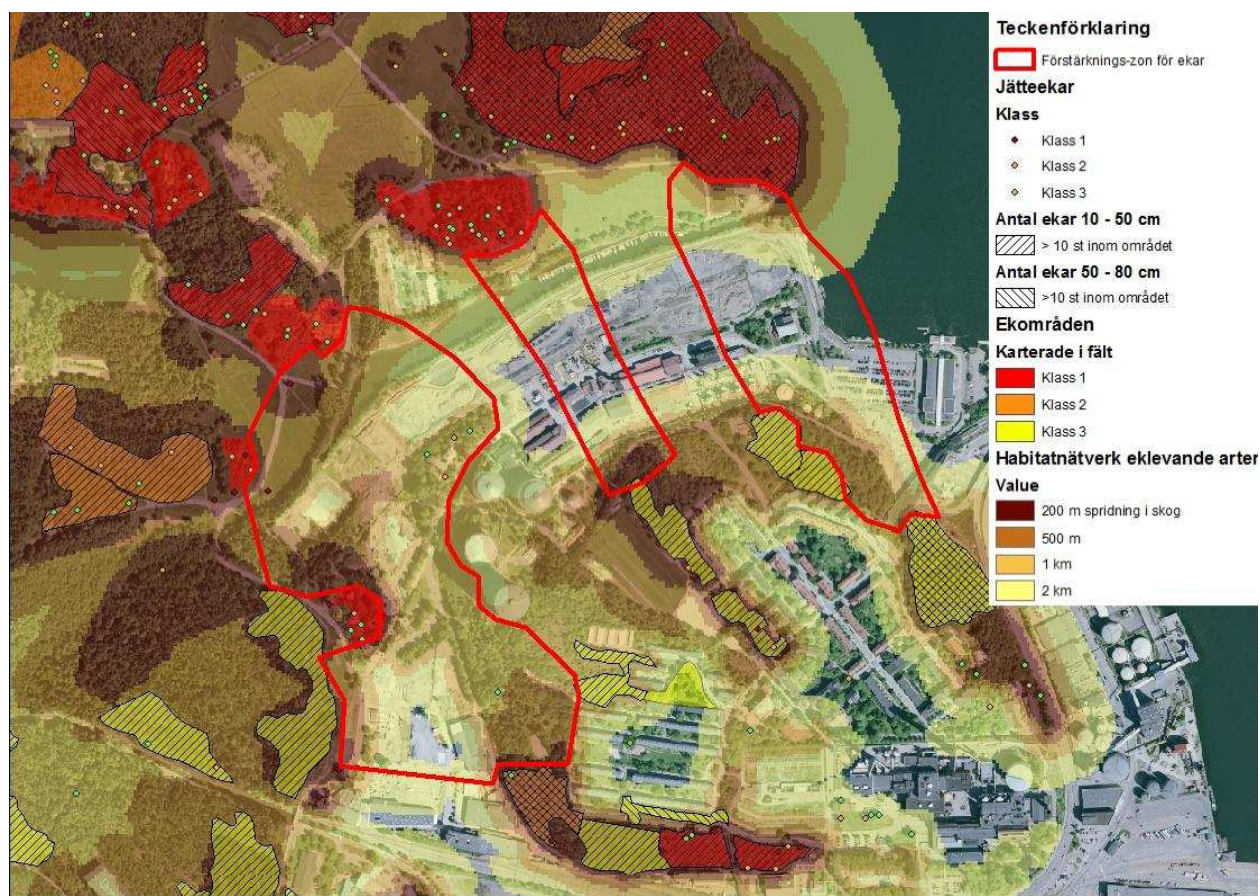 Teckenförklaring
Förstärknings-zon för ekar
Jätteekar
Klass
Klass 1
Klass 2
Klass 3
Antal ekar 10 - 50 cm
> 10 st inom området
Antal ekar 50 - 80 cm
>10 st inom området
Ekområden
Karterade i fält
Klass 1
Klass 2
Klass 3
Habitatnätverk eklevande arter
Value
200 m spridning i skog
500 m
1 km
2 km